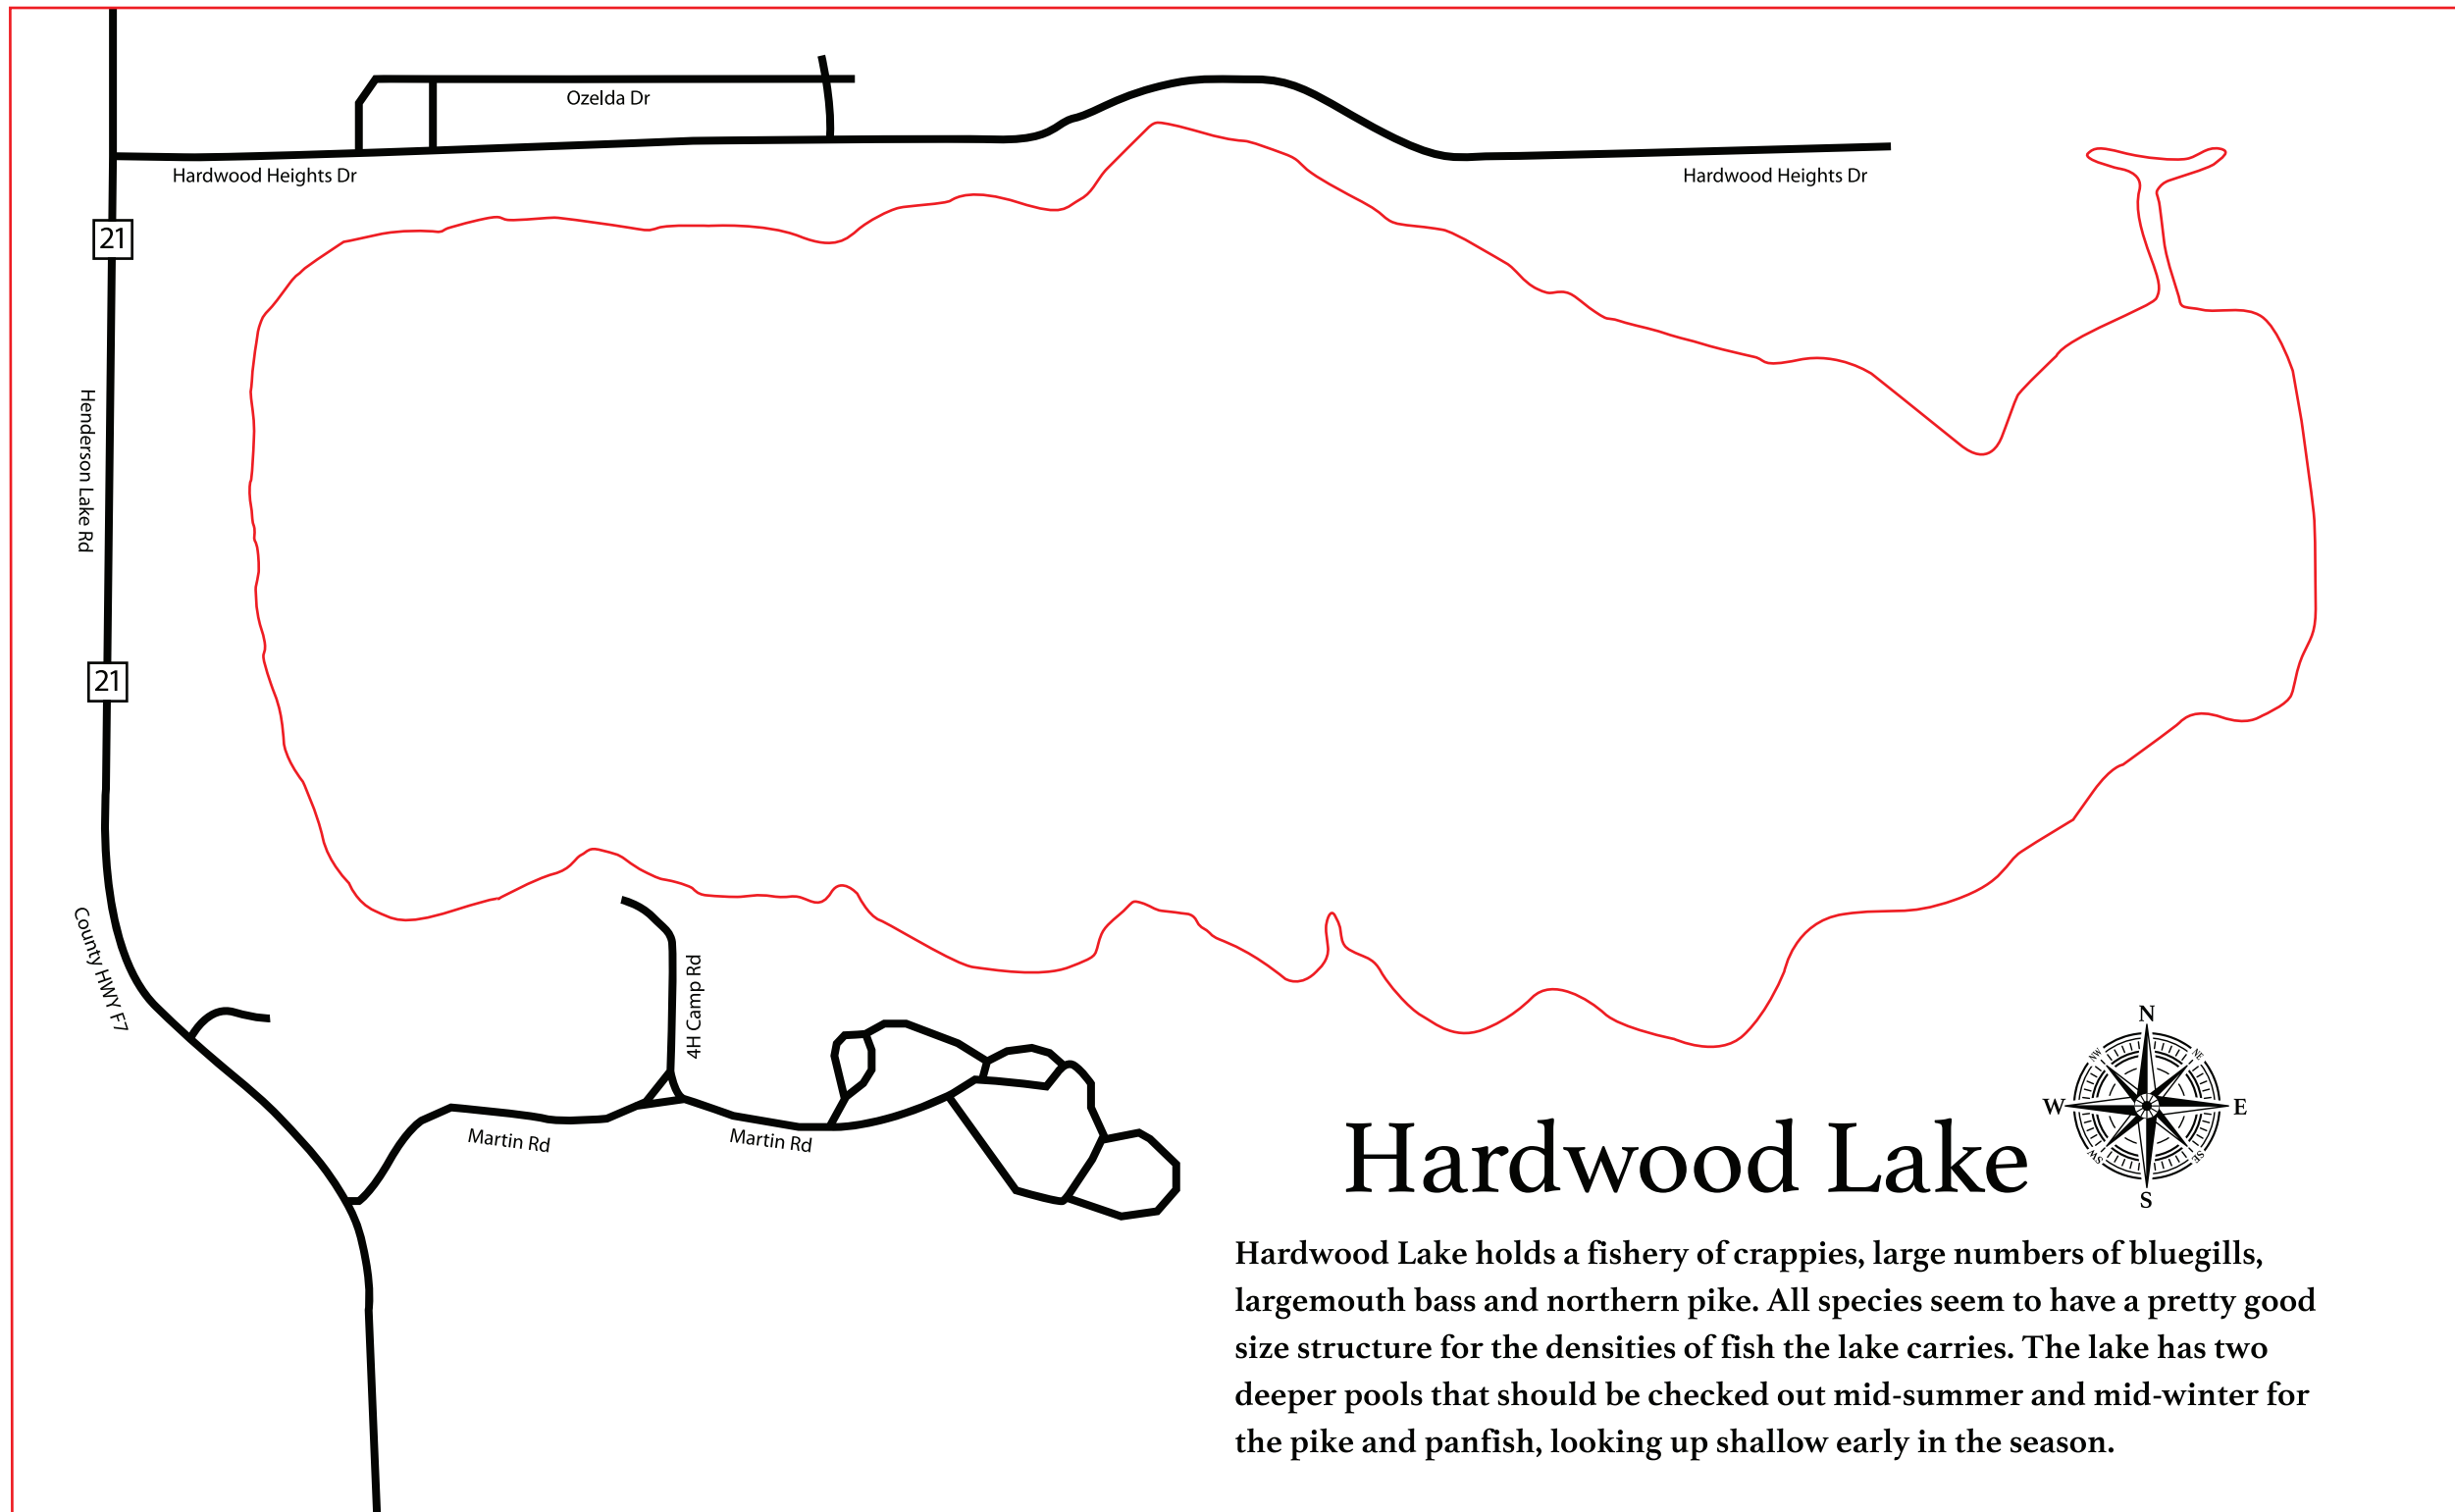 Ozelda Dr
Hardwood Heights Dr
Hardwood Heights Dr
21
Henderson Lake Rd
21
County HWY F7
4H Camp Rd
Martin Rd
Martin Rd
N
NW
NE
W
E
SW
SE
S
Hardwood Lake
Hardwood Lake holds a fishery of crappies, large numbers of bluegills,
largemouth bass and northern pike. All species seem to have a pretty good
size structure for the densities of fish the lake carries. The lake has two
deeper pools that should be checked out mid-summer and mid-winter for
the pike and panfish, looking up shallow early in the season.